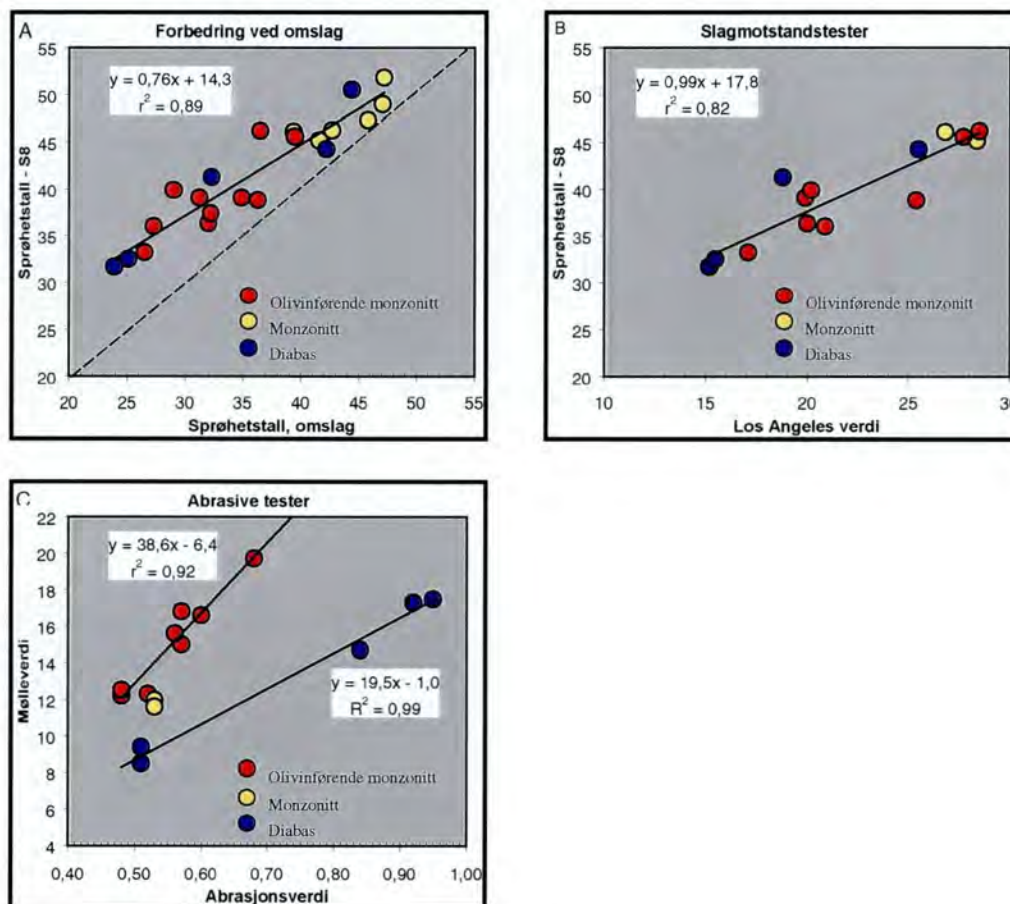 A
Forbedring ved omslag
55
50
45
40
35
30
25
20
Sprøhetstall - S8
y = 0,76x + 14,3
r² = 0,89
Olivinførende monzonitt
Monzonitt
Diabas
20 25 30 35 40 45 50 55
Sprøhetstall, omslag
B
Slagmotstandstester
55
50
45
40
35
30
25
20
Sprøhetstall - S8
y = 0,99x + 17,8
r² = 0,82
Olivinførende monzonitt
Monzonitt
Diabas
10 15 20 25 30
Los Angeles verdi
C
Abrasive tester
22
20
18
16
14
12
10
8
6
4
Mølleverdi
y = 38,6x - 6,4
r² = 0,92
y = 19,5x - 1,0
R² = 0,99
Olivinførende monzonitt
Monzonitt
Diabas
0,40 0,50 0,60 0,70 0,80 0,90 1,00
Abrasjonsverdi